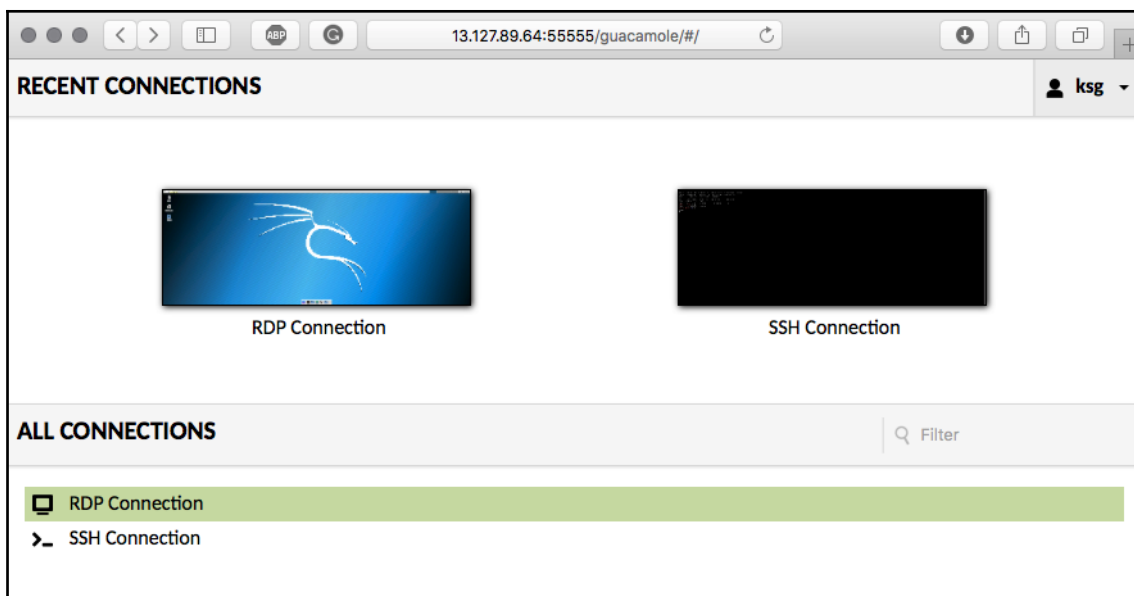 ABP
13.127.89.64:55555/guacamole/#/
RECENT CONNECTIONS
ksg
RDP Connection
SSH Connection
ALL CONNECTIONS
Filter
RDP Connection
SSH Connection